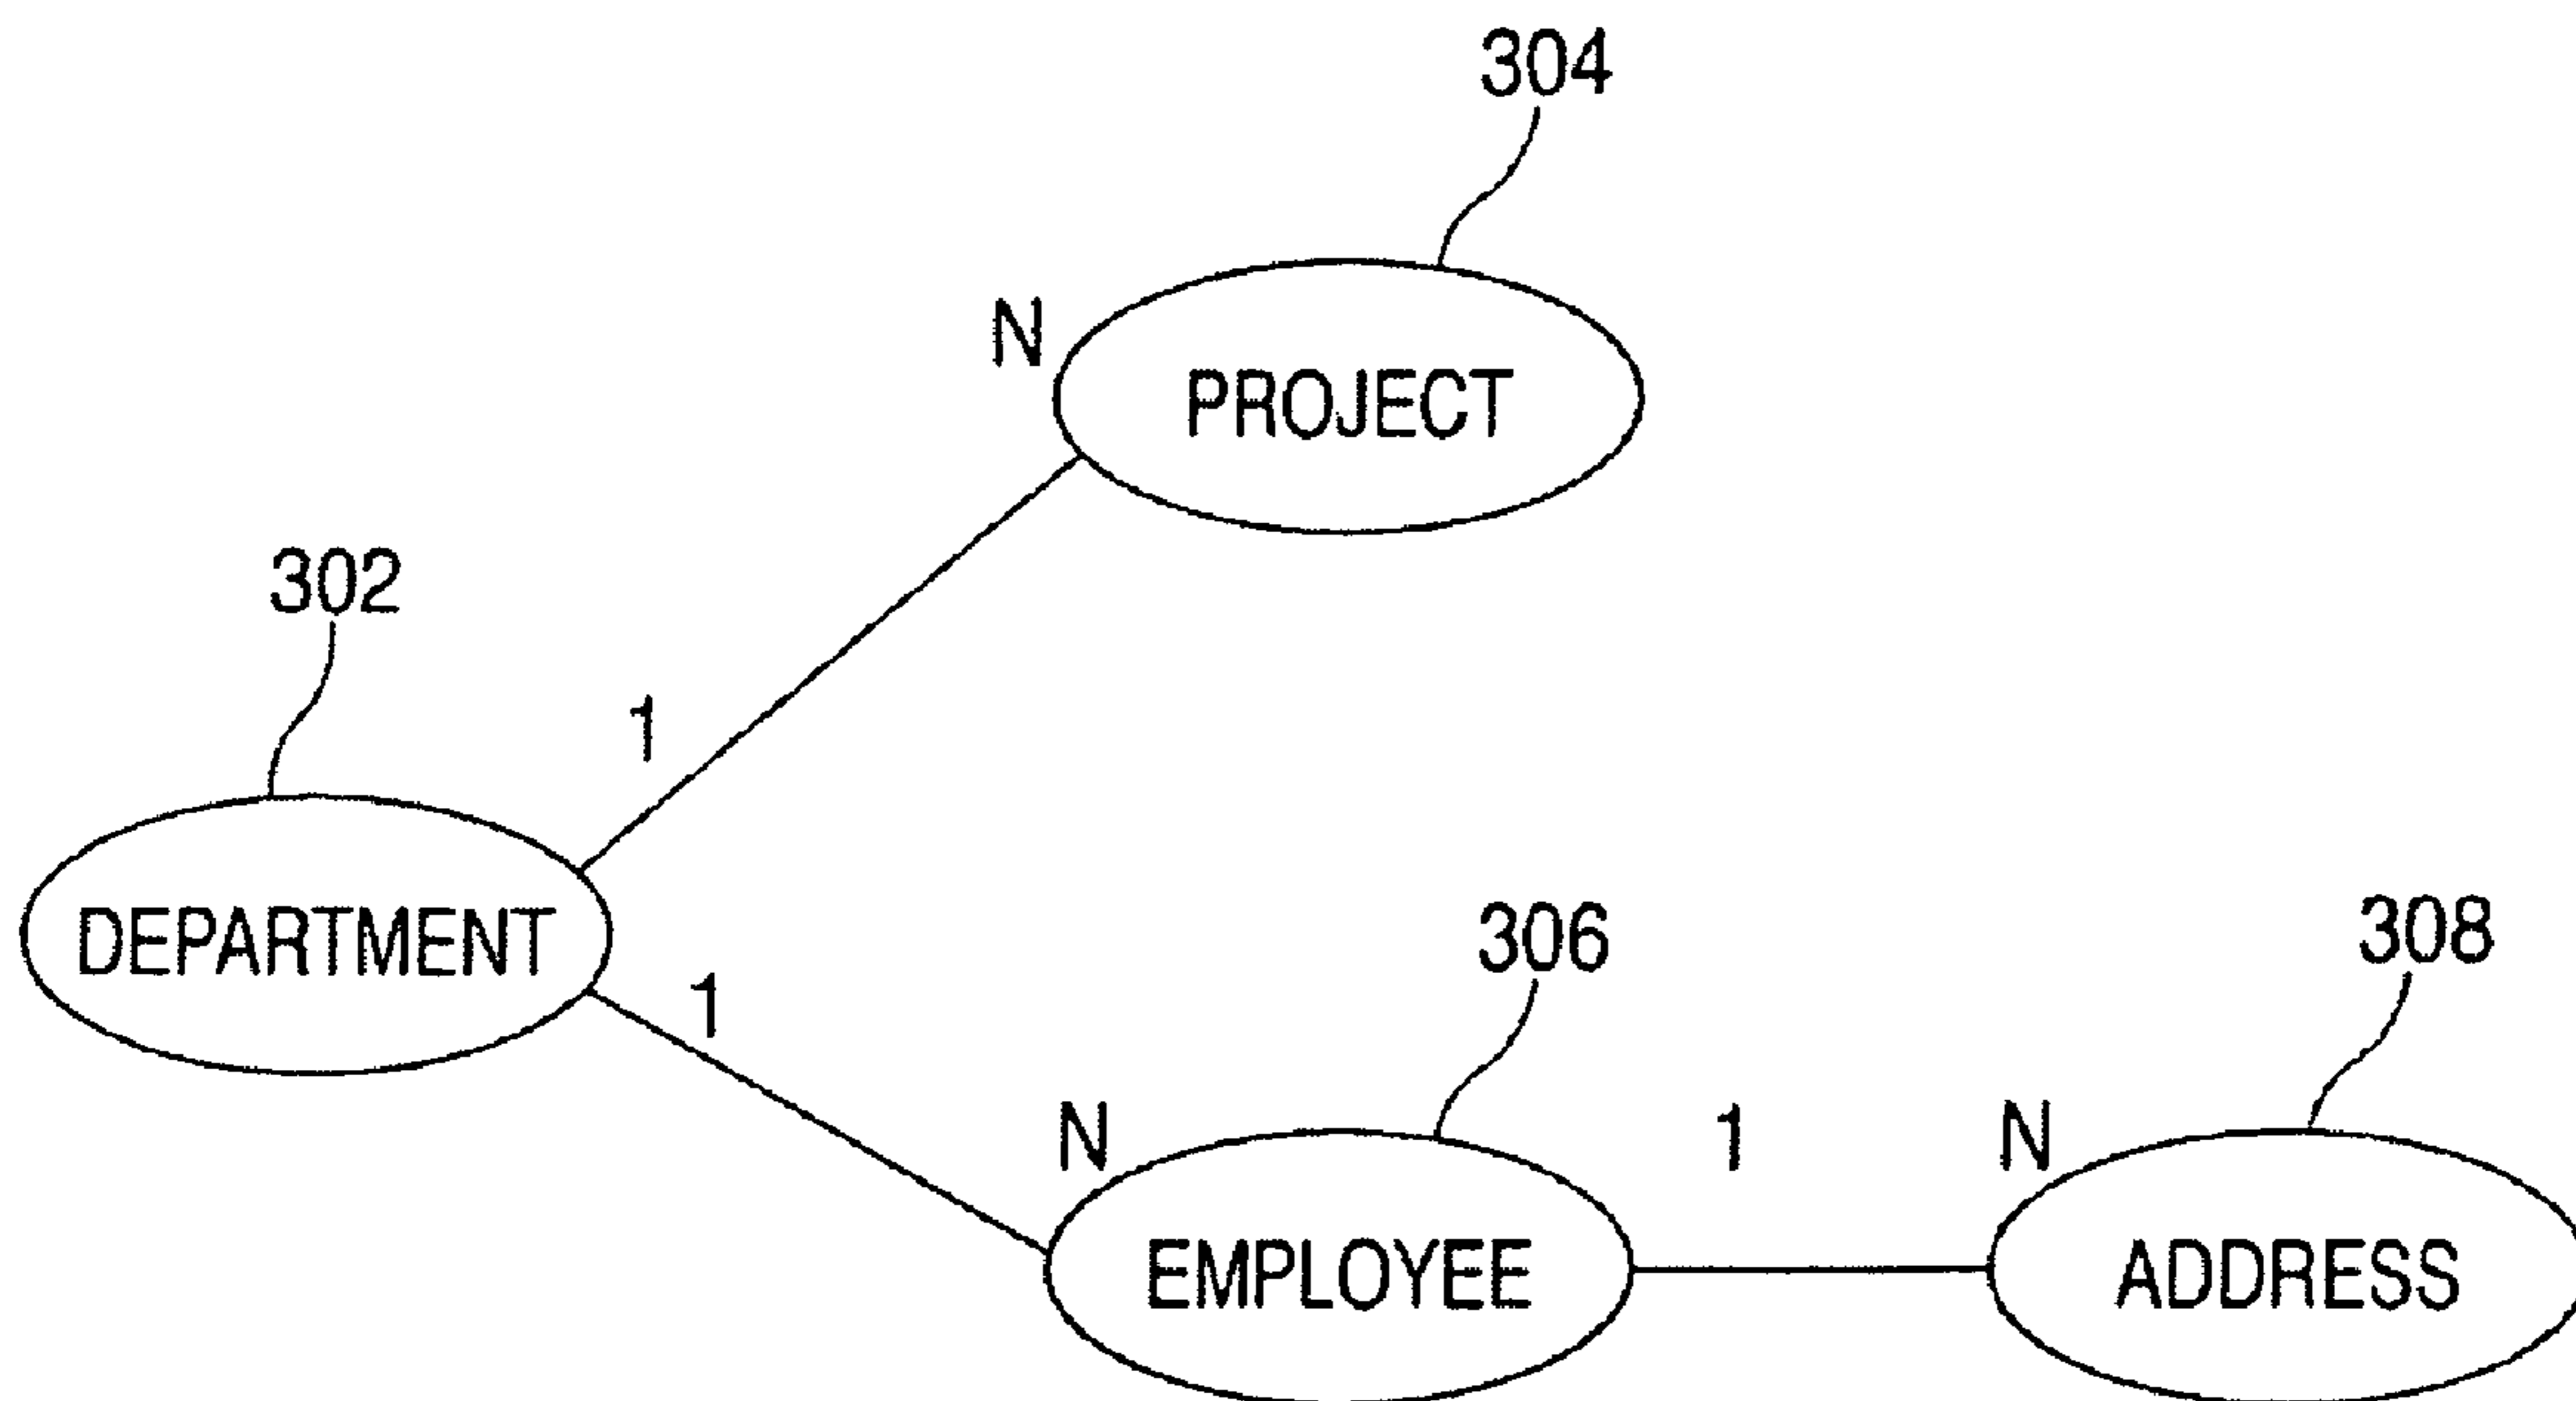 304
N
PROJECT
302
1
DEPARTMENT
1
306
308
N
1
N
EMPLOYEE
ADDRESS